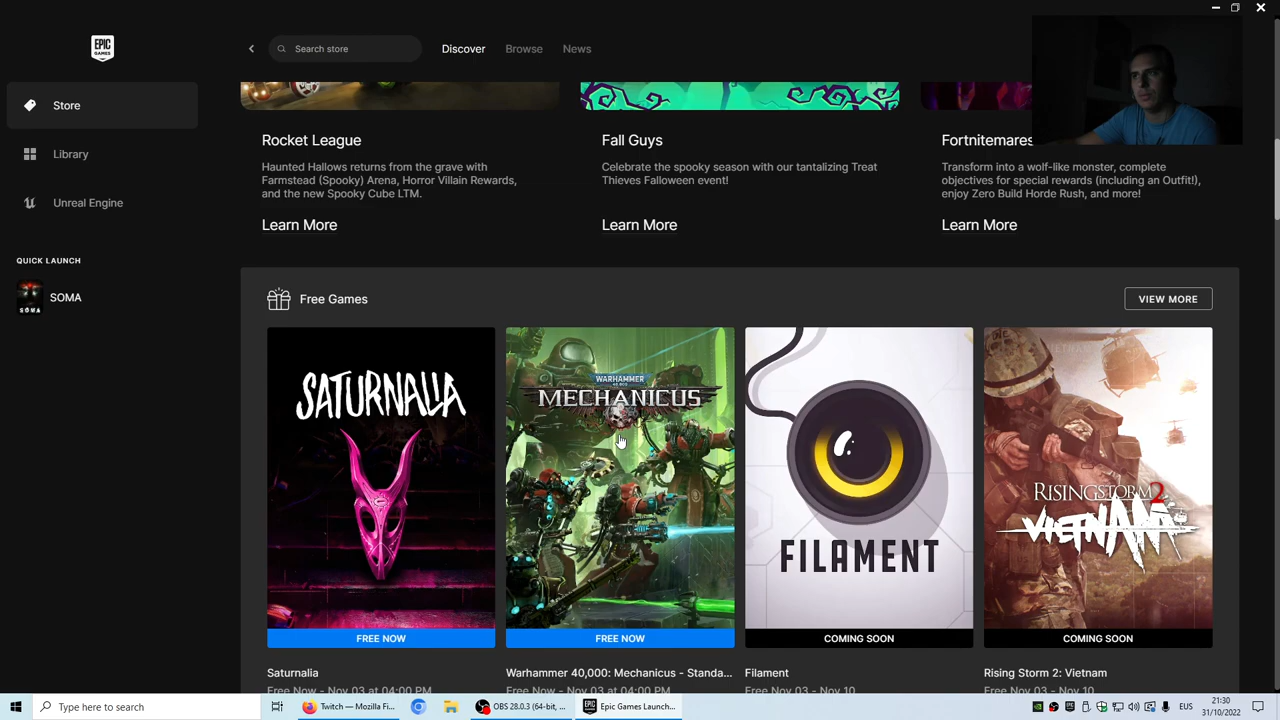 EPIC
GAMES
Search store
Discover
Browse
News
Store
Library
Unreal Engine
QUICK LAUNCH
SOMA
SOMA
Rocket League
Haunted Hallows returns from the grave with
Farmstead (Spooky) Arena, Horror Villain Rewards,
and the new Spooky Cube LTM.
Learn More
Fall Guys
Celebrate the spooky season with our tantalizing Treat
Thieves Falloween event!
Learn More
Fortnitemares
Transform into a wolf-like monster, complete
objectives for special rewards (including an Outfit!),
enjoy Zero Build Horde Rush, and more!
Learn More
Free Games
VIEW MORE
SATURNALIA
FREE NOW
Saturnalia
Free Now - Nov 03 at 04:00 PM
WARHAMMER
40,000
MECHANICUS
FREE NOW
Warhammer 40,000: Mechanicus - Standa...
Free Now - Nov 03 at 04:00 PM
FILAMENT
COMING SOON
Filament
Free Nov 03 - Nov 10
RISING STORM 2
VIETNAM
COMING SOON
Rising Storm 2: Vietnam
Free Nov 03 - Nov 10
Type here to search
Twitch — Mozilla Fi...
OBS 28.0.3 (64-bit, ...
Epic Games Launch...
EUS
21:30
31/10/2022